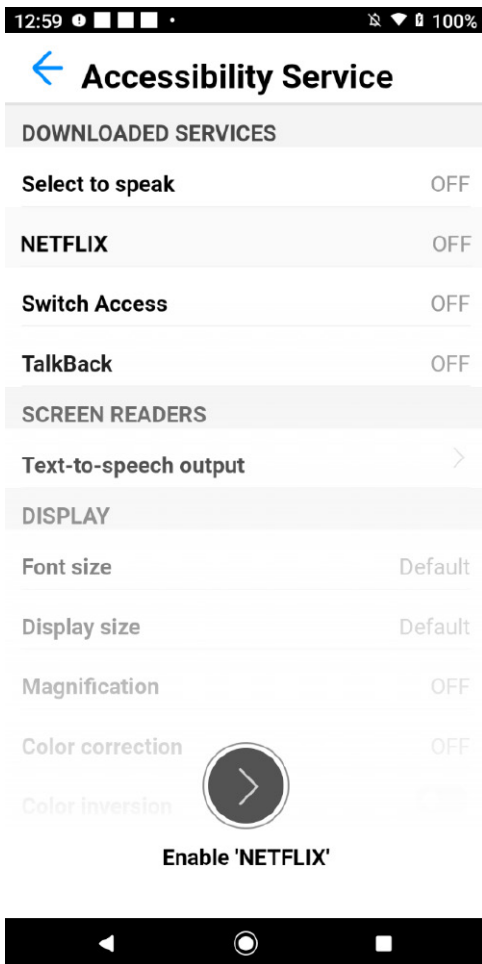 12:59 100%
Accessibility Service
DOWNLOADED SERVICES
Select to speak OFF
NETFLIX OFF
Switch Access OFF
TalkBack OFF
SCREEN READERS
Text-to-speech output
DISPLAY
Font size Default
Display size Default
Magnification OFF
Color correction OFF
Color inversion
Enable 'NETFLIX'